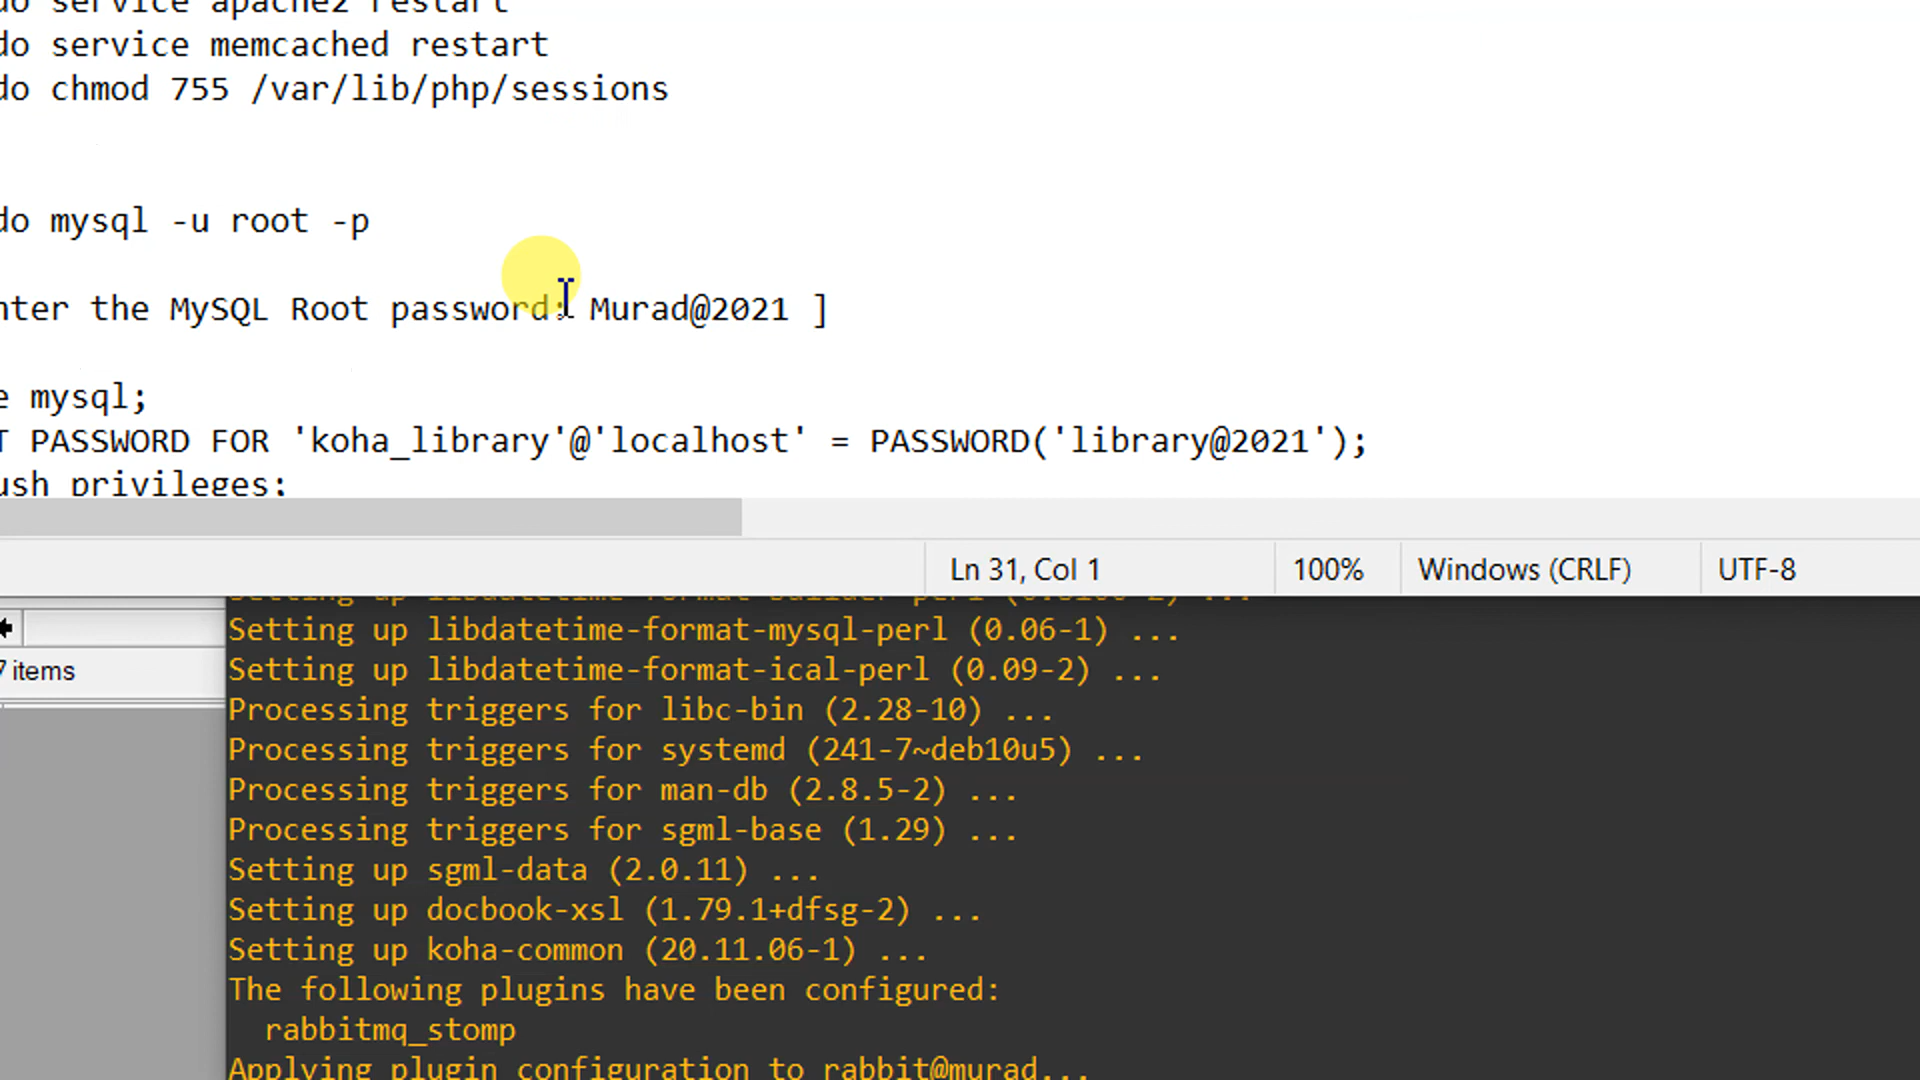 do service apache2 restart
do service memcached restart
do chmod 755 /var/lib/php/sessions
do mysql -u root -p
nter the MySQL Root password: Murad@2021 ]
e mysql;
T PASSWORD FOR 'koha_library'@'localhost' = PASSWORD('library@2021');
ush privileges;
Ln 31, Col 1
100%
Windows (CRLF)
UTF-8
7 items
Setting up libdatetime-format-mysql-perl (0.06-1) ...
Setting up libdatetime-format-ical-perl (0.09-2) ...
Processing triggers for libc-bin (2.28-10) ...
Processing triggers for systemd (241-7~deb10u5) ...
Processing triggers for man-db (2.8.5-2) ...
Processing triggers for sgml-base (1.29) ...
Setting up sgml-data (2.0.11) ...
Setting up docbook-xsl (1.79.1+dfsg-2) ...
Setting up koha-common (20.11.06-1) ...
The following plugins have been configured:
rabbitmq_stomp
Applying plugin configuration to rabbit@murad...